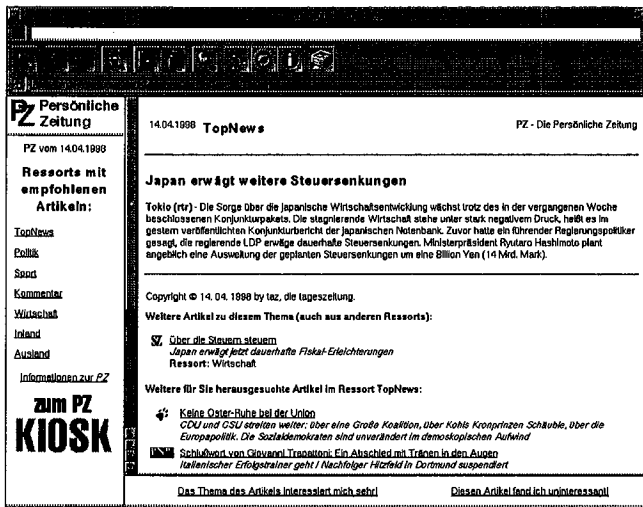 PZ Persönliche
Zeitung
PZ vom 14.04.1998
Ressorts mit
empfohlenen
Artikeln:
TopNews
Politik
Sport
Kommentar
Wirtschaft
Inland
Ausland
Informationen zur PZ
zum PZ
KIOSK
14.04.1998 TopNews
PZ - Die Persönliche Zeitung
Japan erwägt weitere Steuersenkungen
Tokio (rtr) - Die Sorge über die japanische Wirtschaftsentwicklung wächst trotz des in der vergangenen Woche
beschlossenen Konjunkturpakets. Die stagnierende Wirtschaft stehe unter stark negativem Druck, heißt es im
gestern veröffentlichten Konjunkturbericht der japanischen Notenbank. Zuvor hatte ein führender Regierungspolitiker
gesagt, die regierende LDP erwäge dauerhafte Steuersenkungen. Ministerpräsident Ryutaro Hashimoto plant
angeblich eine Ausweitung der geplanten Steuersenkungen um eine Billion Yen (14 Mrd. Mark).
Copyright © 14. 04. 1998 by taz, die tageszeitung.
Weitere Artikel zu diesem Thema (auch aus anderen Ressorts):
SZ Über die Steuern steuern
Japan erwägt jetzt dauerhafte Fiskal-Erleichterungen
Ressort: Wirtschaft
Weitere für Sie herausgesuchte Artikel im Ressort TopNews:
Keine Oster-Ruhe bei der Union
CDU und CSU streiten weiter: über eine Große Koalition, über Kohls Kronprinzen Schäuble, über die
Europapolitik. Die Sozialdemokraten sind unverändert im demoskopischen Aufwind
Schlußwort von Giovanni Trapattoni: Ein Abschied mit Tränen in den Augen
Italienischer Erfolgstrainer geht / Nachfolger Hitzfeld in Dortmund suspendiert
Das Thema des Artikels interessiert mich sehr!
Diesen Artikel fand ich uninteressant!